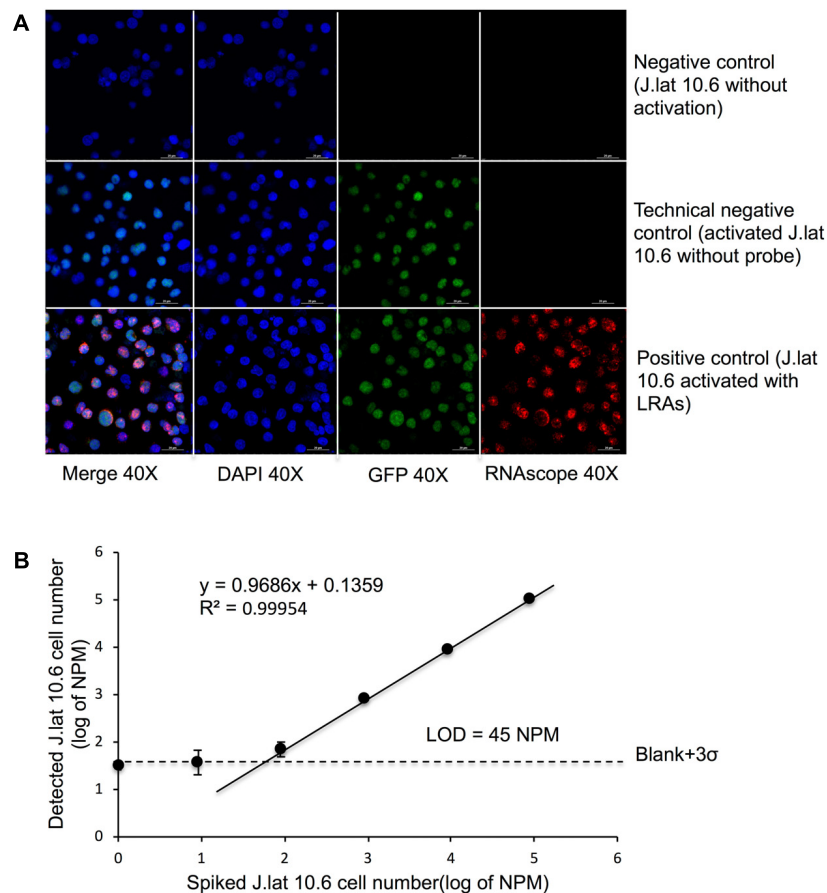 A
Negative control
(J.lat 10.6 without
activation)
Technical negative
control (activated J.lat
10.6 without probe)
Positive control (J.lat
10.6 activated with
LRAs)
Merge 40X
DAPI 40X
GFP 40X
RNAscope 40X
B
Detected J.lat 10.6 cell number
(log of NPM)
6
5
4
3
2
1
0
y = 0.9686x + 0.1359
R² = 0.99954
LOD = 45 NPM
Blank+3σ
0
1
2
3
4
5
6
Spiked J.lat 10.6 cell number(log of NPM)